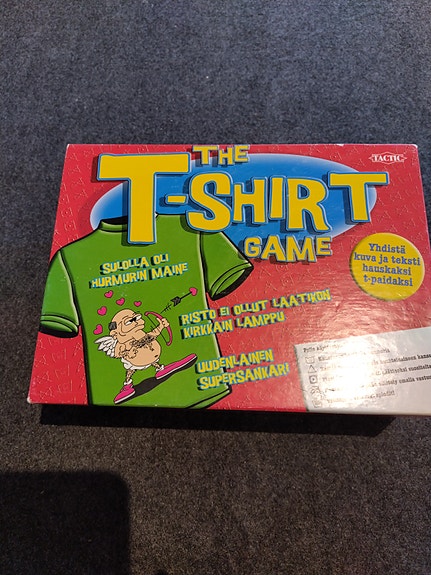 THE
T-SHIRT
GAME
TACTIC
Yhdistä
kuva ja teksti
hauskaksi
t-paidaksi
SULOLLA OLI
HURMURIN MAINE
RISTO EI OLLUT LAATIKON
KIRKKAIN LAMPPU
UUDENLAINEN
SUPERSANKARI